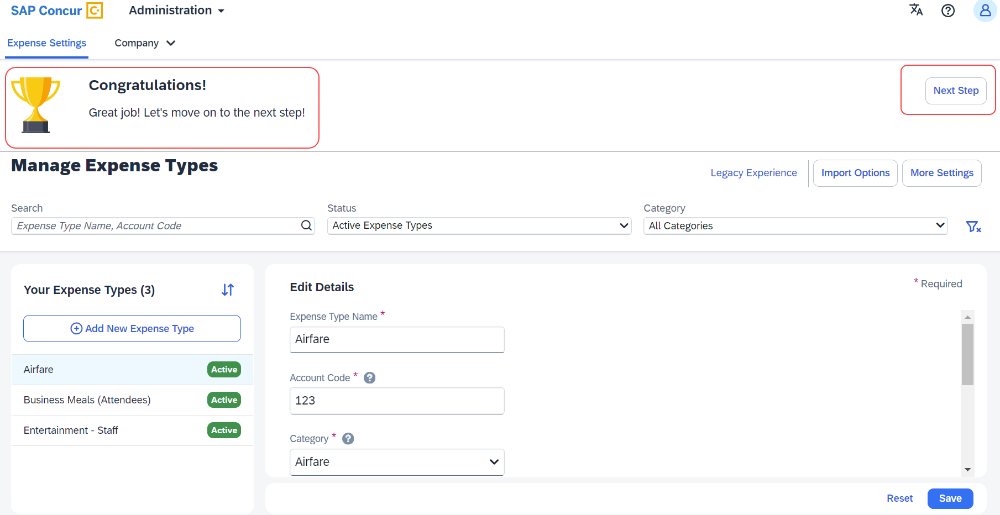 SAP Concur C.
Administration
Expense Settings
Company
Congratulations!
Great job! Let's move on to the next step!
Next Step
Manage Expense Types
Legacy Experience
Import Options
More Settings
Search
Expense Type Name, Account Code
Status
Active Expense Types
Category
All Categories
Your Expense Types (3)
Add New Expense Type
Airfare Active
Business Meals (Attendees) Active
Entertainment - Staff Active
Edit Details
* Required
Expense Type Name *
Airfare
Account Code * ?
123
Category * ?
Airfare
Reset
Save